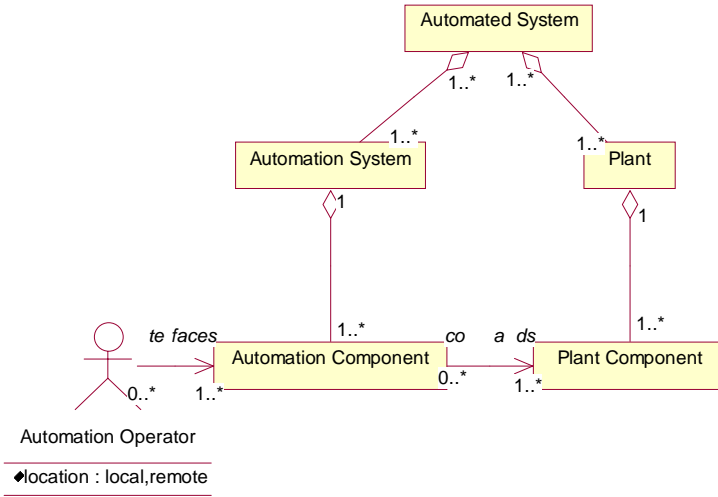 Automated System
1..*
1..*
1..*
1..*
Automation System
Plant
1
1
1..*
1..*
te faces
co a ds
Automation Component
Plant Component
0..*
1..*
0..*
1..*
Automation Operator
location : local,remote